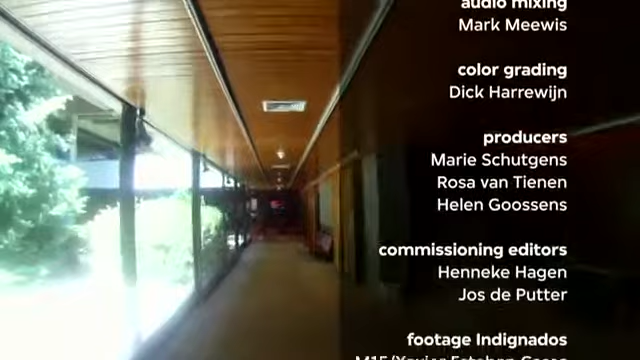 audio mixing
Mark Meewis
color grading
Dick Harrewijn
producers
Marie Schutgens
Rosa van Tienen
Helen Goossens
commissioning editors
Henneke Hagen
Jos de Putter
footage Indignados